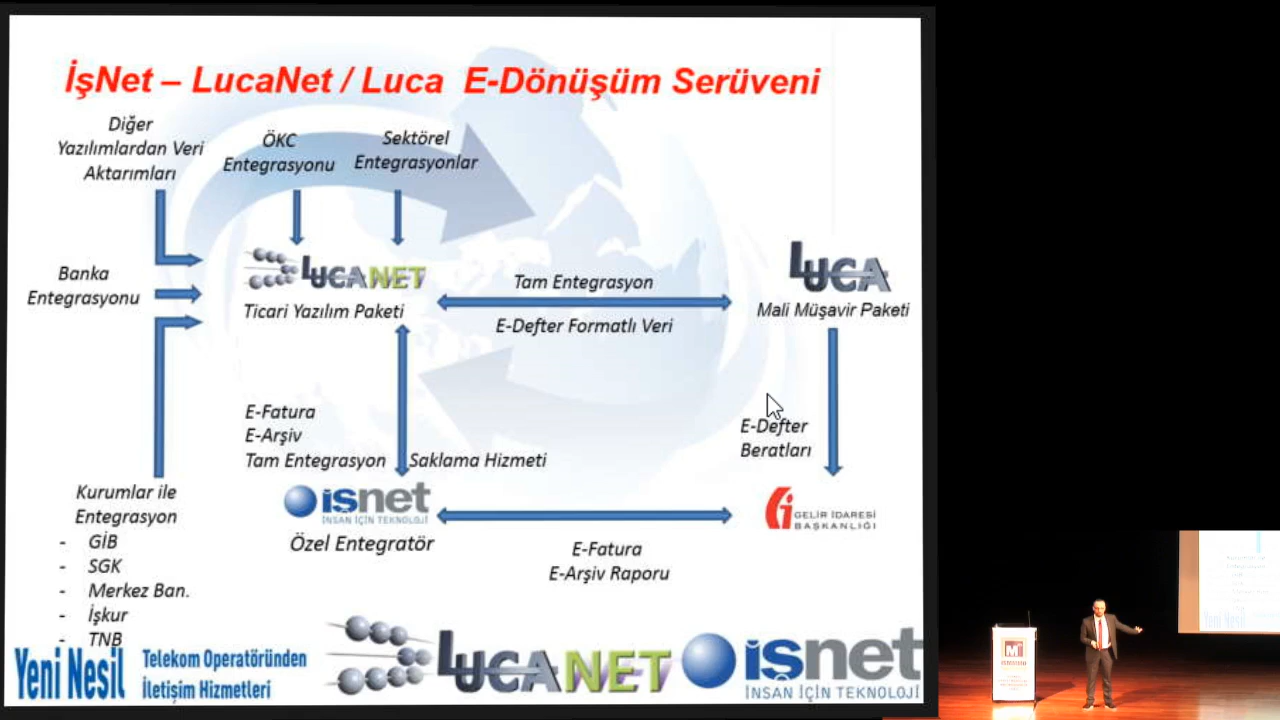 İşNet – LucaNet / Luca E-Dönüşüm Serüveni
Diğer
Yazılımlardan Veri
Aktarımları
ÖKC
Entegrasyonu
Sektörel
Entegrasyonlar
Banka
Entegrasyonu
LUCANET
Ticari Yazılım Paketi
Tam Entegrasyon
E-Defter Formatlı Veri
LUCA
Mali Müşavir Paketi
E-Fatura
E-Arşiv
Tam Entegrasyon
Saklama Hizmeti
E-Defter
Beratları
Kurumlar ile
Entegrasyon
- GİB
- SGK
- Merkez Ban.
- İşkur
- TNB
işnet
İNSAN İÇİN TEKNOLOJİ
Özel Entegratör
E-Fatura
E-Arşiv Raporu
GELİR İDARESİ
BAŞKANLIĞI
Yeni Nesil
Telekom Operatöründen
İletişim Hizmetleri
LUCANET
işnet
İNSAN İÇİN TEKNOLOJİ
Yeni Nesil